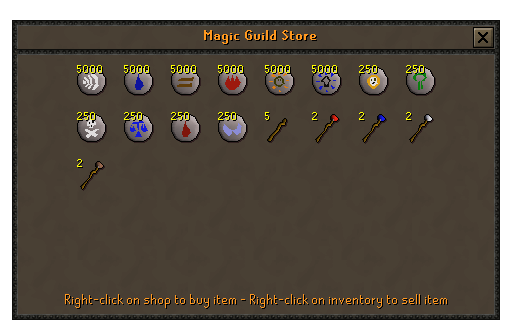 Magic Guild Store
5000 5000 5000 5000 5000 5000 250 250
250 250 250 250 5 2 2 2
2
Right-click on shop to buy item - Right-click on inventory to sell item